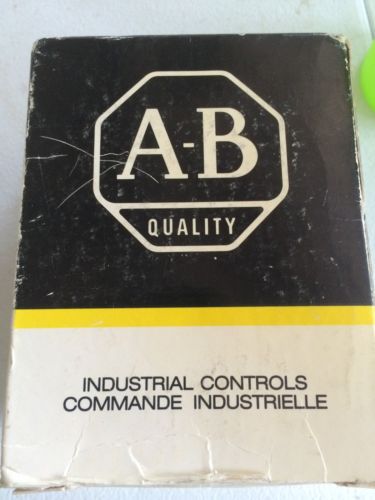 A-B
QUALITY
INDUSTRIAL CONTROLS
COMMANDE INDUSTRIELLE